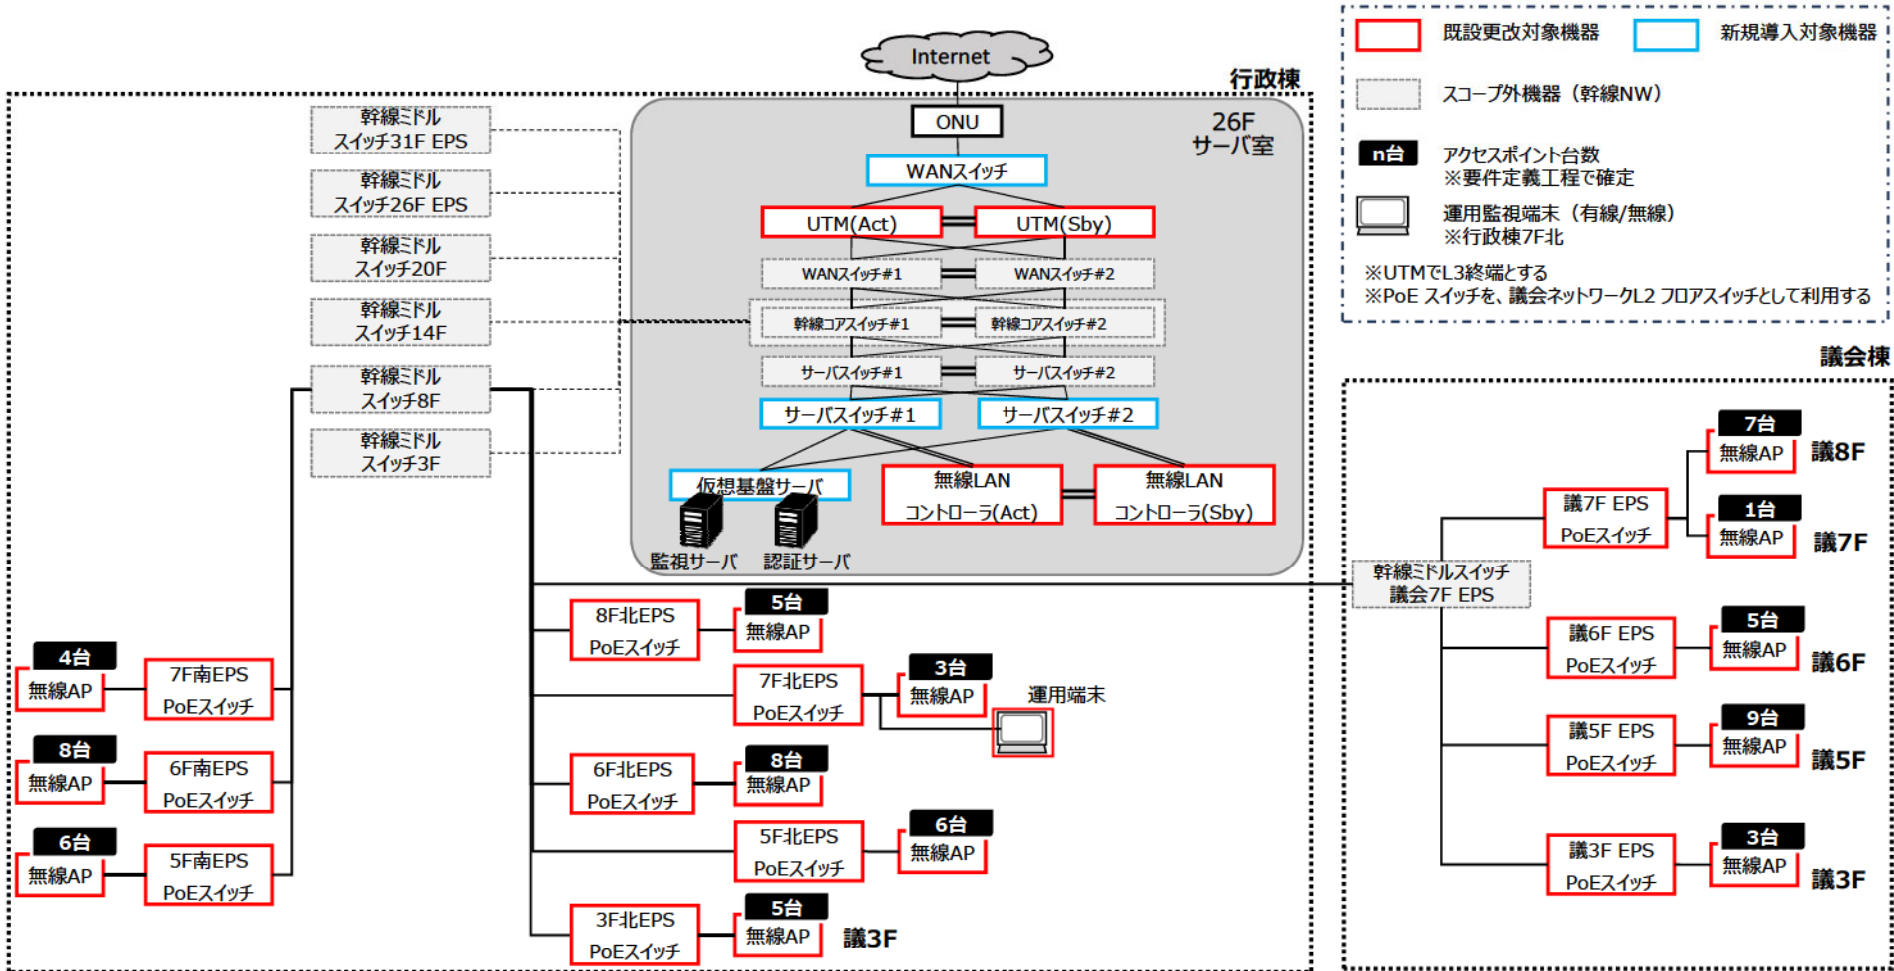 Internet
行政棟
ONU
26F
サーバ室
WANスイッチ
UTM(Act)
UTM(Sby)
WANスイッチ#1
WANスイッチ#2
幹線コアスイッチ#1
幹線コアスイッチ#2
サーバスイッチ#1
サーバスイッチ#2
サーバスイッチ#1
サーバスイッチ#2
仮想基盤サーバ
監視サーバ
認証サーバ
無線LAN
コントローラ(Act)
無線LAN
コントローラ(Sby)
幹線ミドル
スイッチ31F EPS
幹線ミドル
スイッチ26F EPS
幹線ミドル
スイッチ20F
幹線ミドル
スイッチ14F
幹線ミドル
スイッチ8F
幹線ミドル
スイッチ3F
4台
無線AP
7F南EPS
PoEスイッチ
8台
無線AP
6F南EPS
PoEスイッチ
6台
無線AP
5F南EPS
PoEスイッチ
8F北EPS
PoEスイッチ
5台
無線AP
7F北EPS
PoEスイッチ
3台
無線AP
運用端末
6F北EPS
PoEスイッチ
8台
無線AP
5F北EPS
PoEスイッチ
6台
無線AP
3F北EPS
PoEスイッチ
5台
無線AP
議3F
既設更改対象機器
新規導入対象機器
スコープ外機器（幹線NW）
n台
アクセスポイント台数
※要件定義工程で確定
運用監視端末（有線/無線）
※行政棟7F北
※UTMでL3終端とする
※PoE スイッチを、議会ネットワークL2 フロアスイッチとして利用する
議会棟
幹線ミドルスイッチ
議会7F EPS
議7F EPS
PoEスイッチ
7台
無線AP
議8F
1台
無線AP
議7F
議6F EPS
PoEスイッチ
5台
無線AP
議6F
議5F EPS
PoEスイッチ
9台
無線AP
議5F
議3F EPS
PoEスイッチ
3台
無線AP
議3F